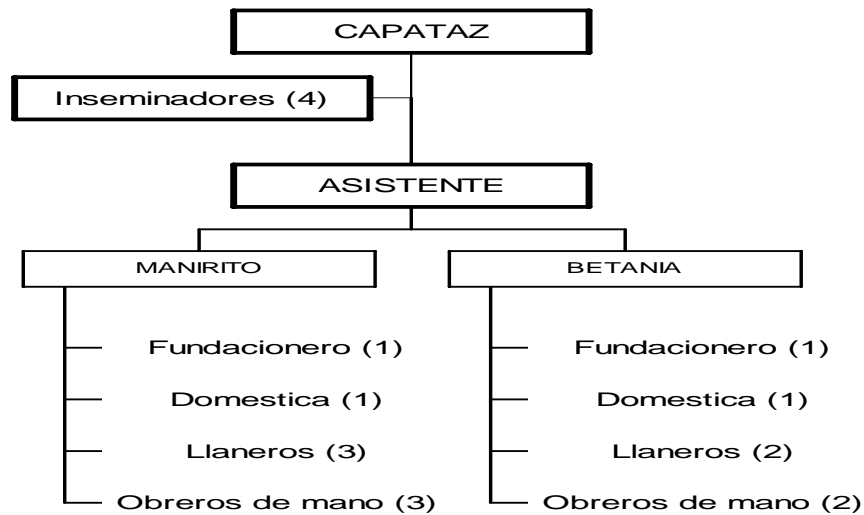 CAPATAZ
Inseminadores (4)
ASISTENTE
MANIRITO
BETANIA
Fundacionero (1)
Domestica (1)
Llaneros (3)
Obreros de mano (3)
Fundacionero (1)
Domestica (1)
Llaneros (2)
Obreros de mano (2)